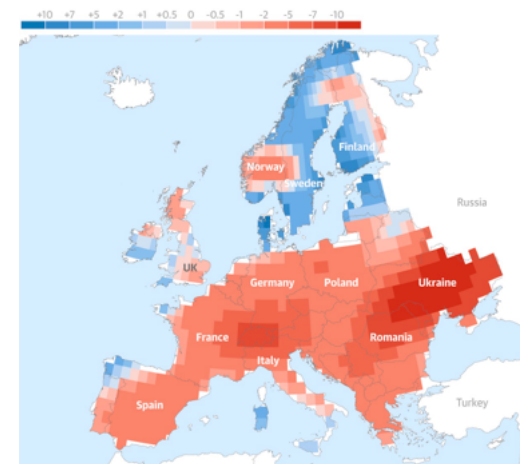 +10 +7 +5 +2 +1 +0.5 0 -0.5 -1 -2 -5 -7 -10
Finland
Norway
Sweden
Russia
UK
Germany Poland Ukraine
France Romania
Italy
Spain
Turkey